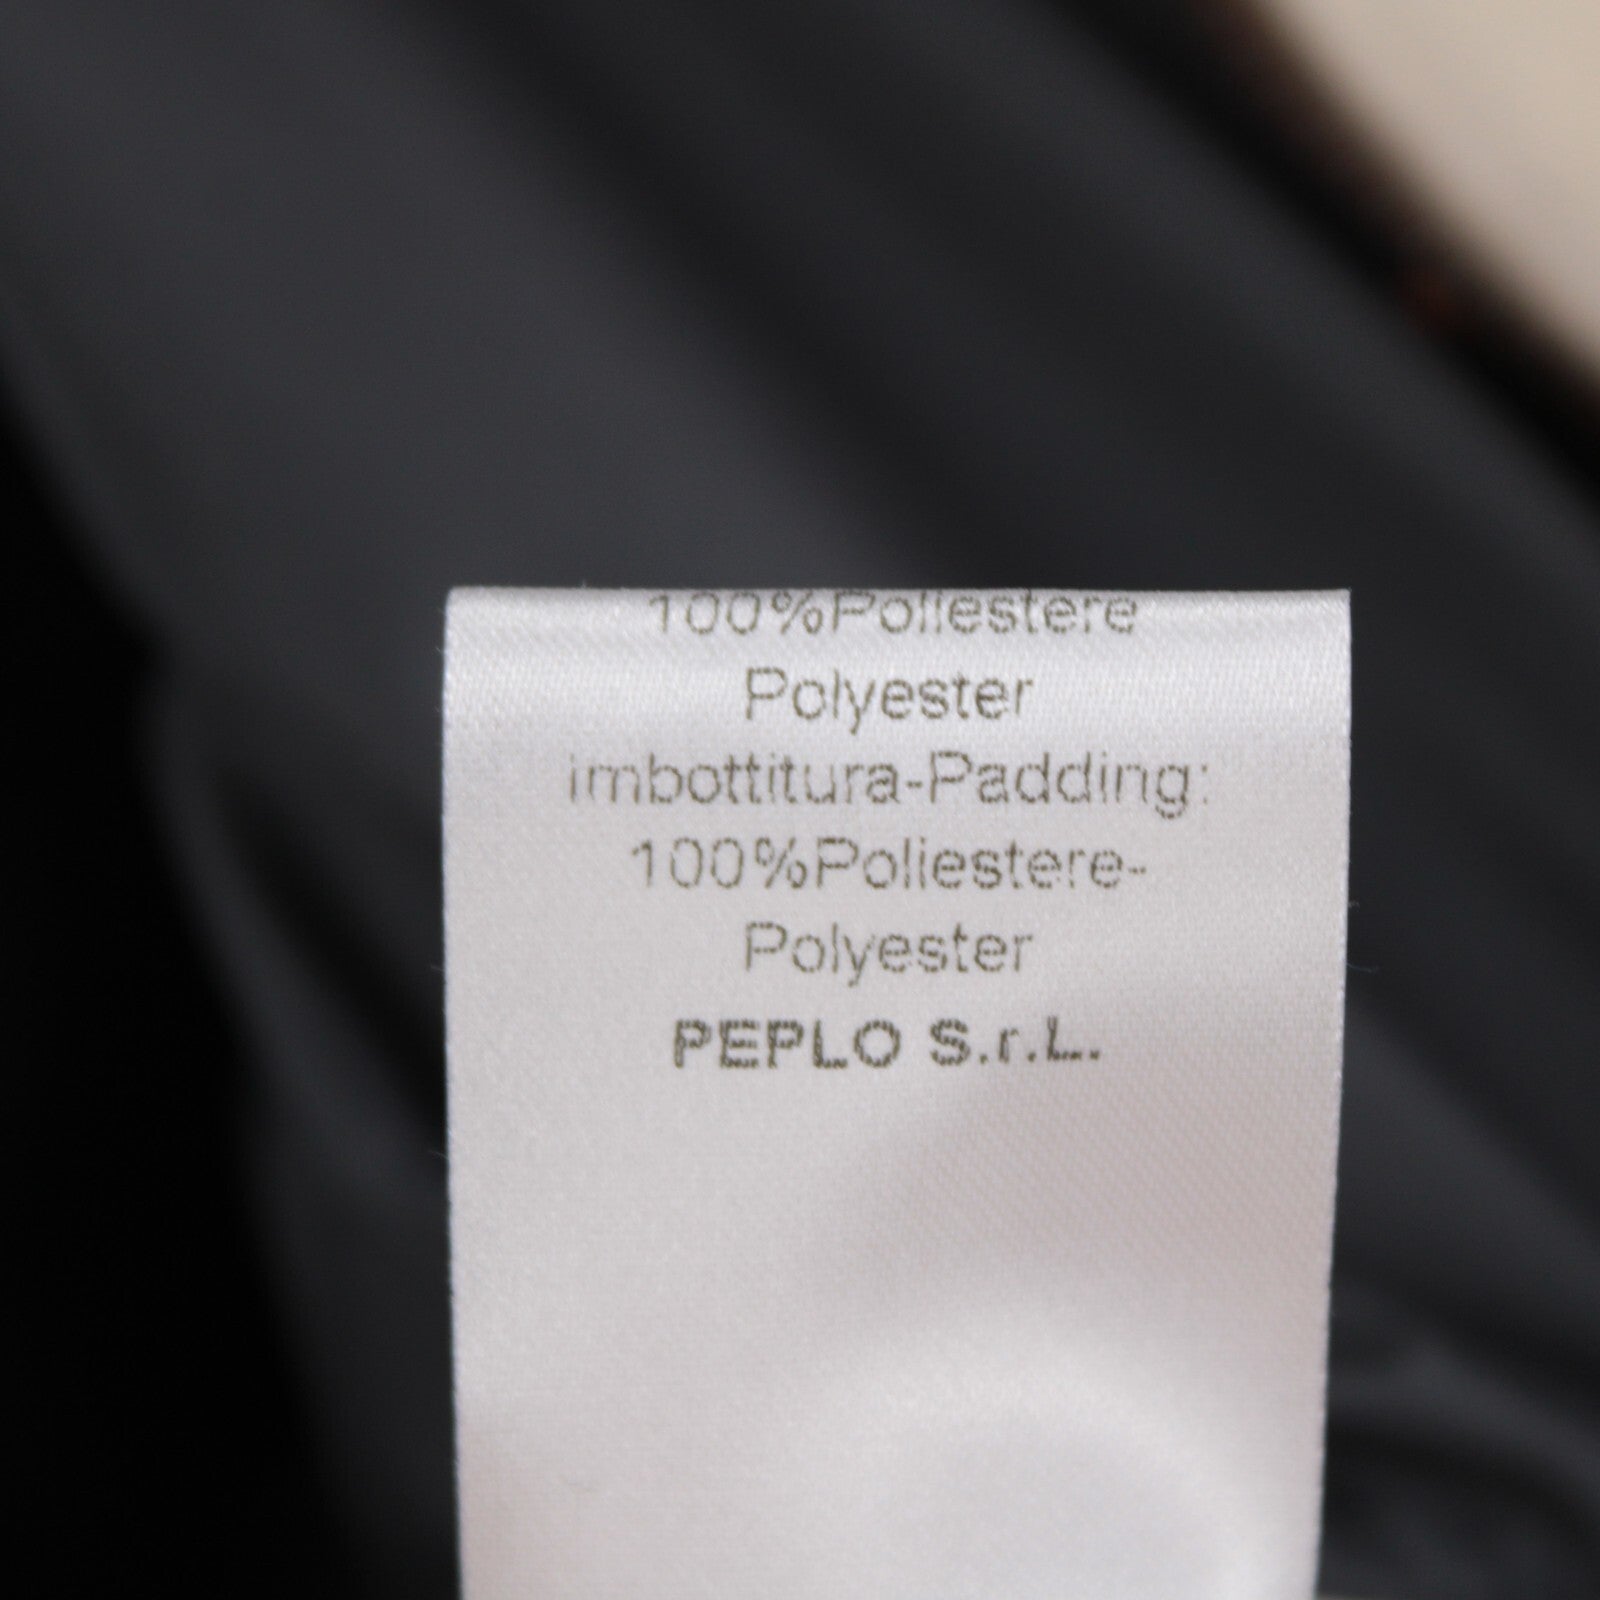 100%Poliestere
Polyester
imbottitura-Padding:
100%Poliestere-
Polyester
PEPLO S.r.L.